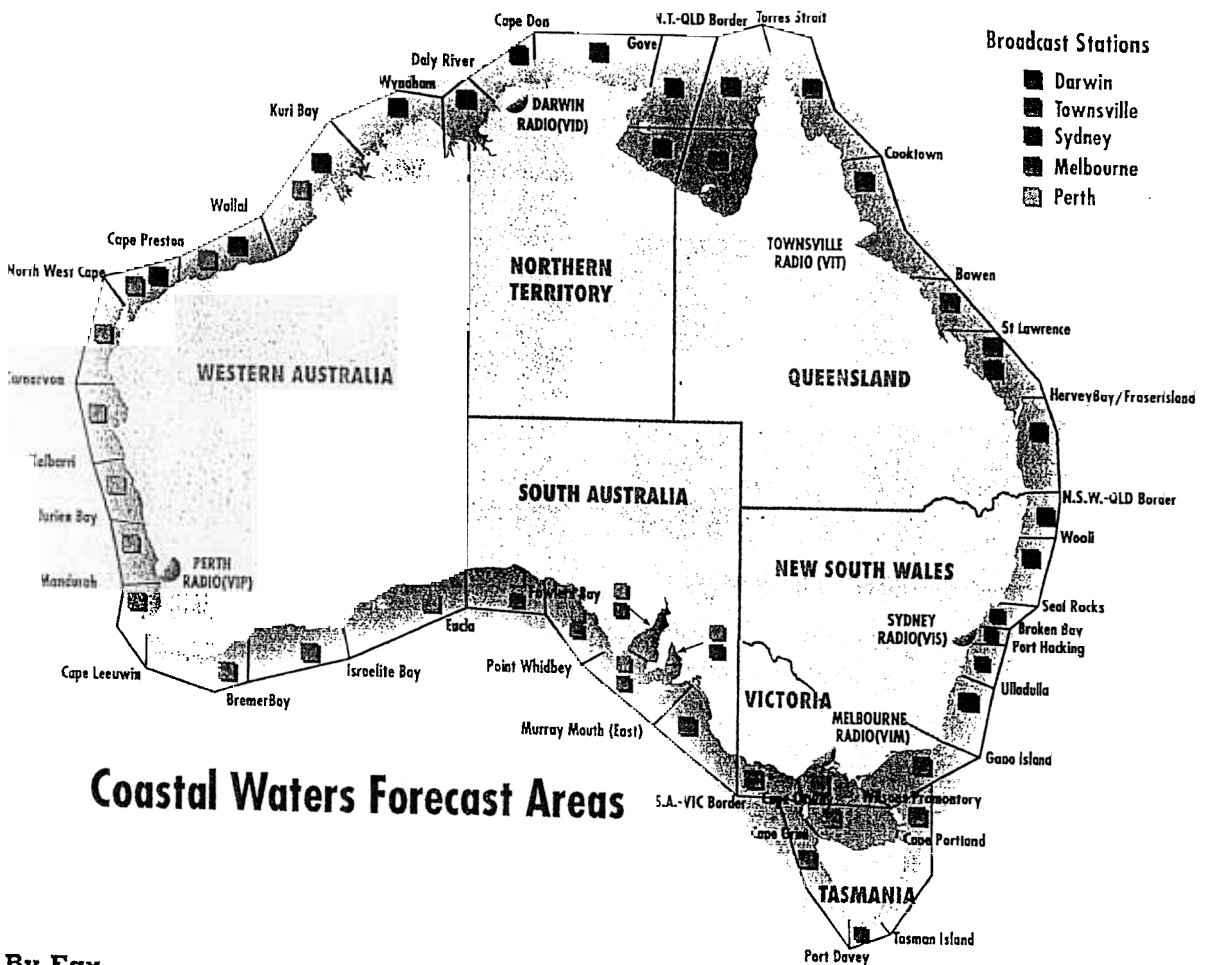 Cape Don
N.T.-QLD Border
Torres Strait
Gove
Daly River
Wyndham
Kuri Bay
DARWIN
RADIO(VID)
Broadcast Stations
Darwin
Townsville
Sydney
Melbourne
Perth
Cooktown
Wallal
Cape Preston
North West Cape
TOWNSVILLE
RADIO (VIT)
NORTHERN
TERRITORY
Bowen
St Lawrence
WESTERN AUSTRALIA
QUEENSLAND
HerveyBay/FraserIsland
SOUTH AUSTRALIA
N.S.W.-QLD Border
Wooli
PERTH
RADIO(VIP)
NEW SOUTH WALES
Fowlers Bay
Seal Rocks
SYDNEY
RADIO(VIS)
Broken Bay
Port Hacking
Eucla
Cape Leeuwin
Israelite Bay
Point Whidbey
BremerBay
Ulladulla
VICTORIA
MELBOURNE
RADIO(VIM)
Murray Mouth (East)
Gabo Island
Coastal Waters Forecast Areas
S.A.-VIC Border
Wilsons Promontory
Cape Grim
Cape Portland
TASMANIA
Tasman Island
Port Davey